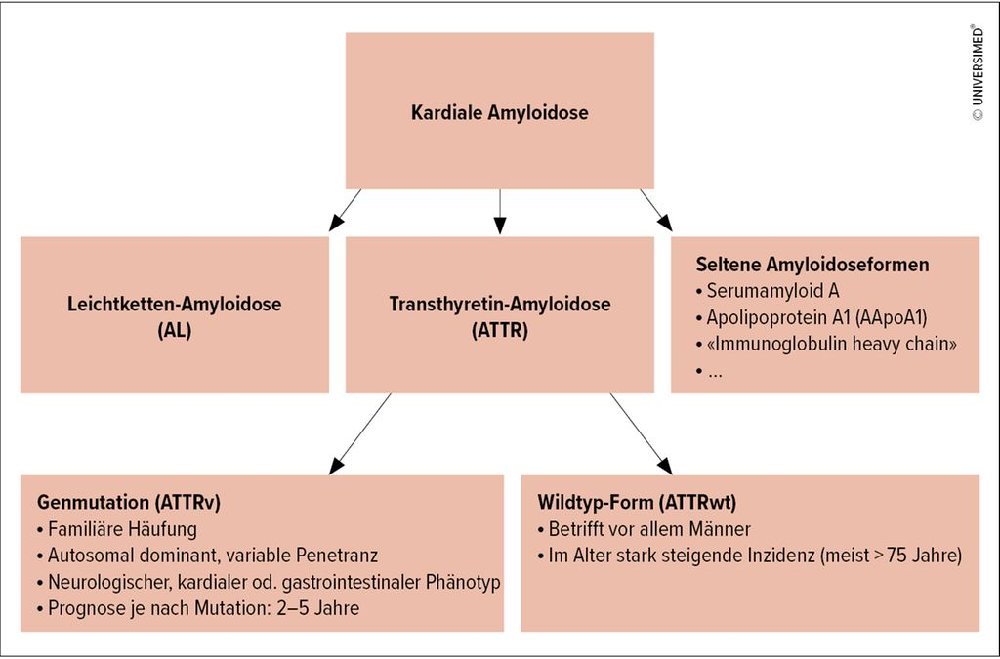 © UNIVERSIMED®
Kardiale Amyloidose
Leichtketten-Amyloidose
(AL)
Transthyretin-Amyloidose
(ATTR)
Seltene Amyloidoseformen
• Serumamyloid A
• Apolipoprotein A1 (AApoA1)
• «Immunoglobulin heavy chain»
• ...
Genmutation (ATTRv)
• Familiäre Häufung
• Autosomal dominant, variable Penetranz
• Neurologischer, kardialer od. gastrointestinaler Phänotyp
• Prognose je nach Mutation: 2–5 Jahre
Wildtyp-Form (ATTRwt)
• Betrifft vor allem Männer
• Im Alter stark steigende Inzidenz (meist > 75 Jahre)